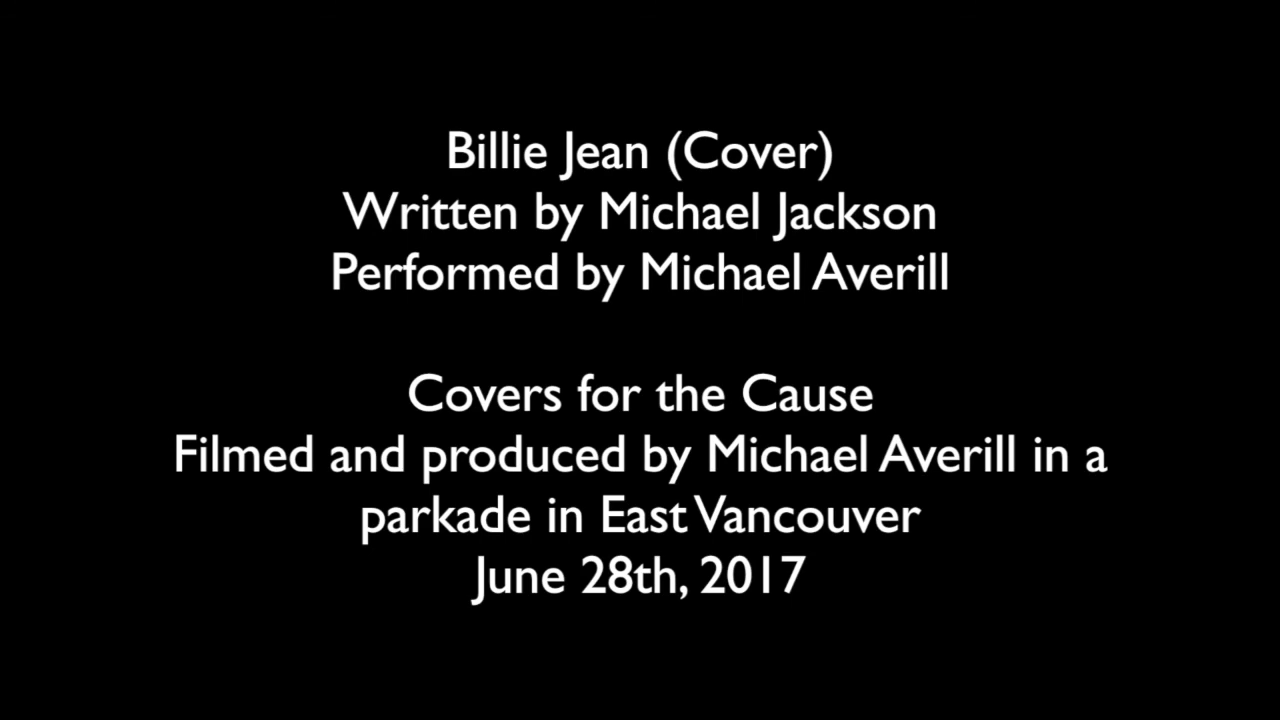 Billie Jean (Cover)
Written by Michael Jackson
Performed by Michael Averill
Covers for the Cause
Filmed and produced by Michael Averill in a
parkade in East Vancouver
June 28th, 2017